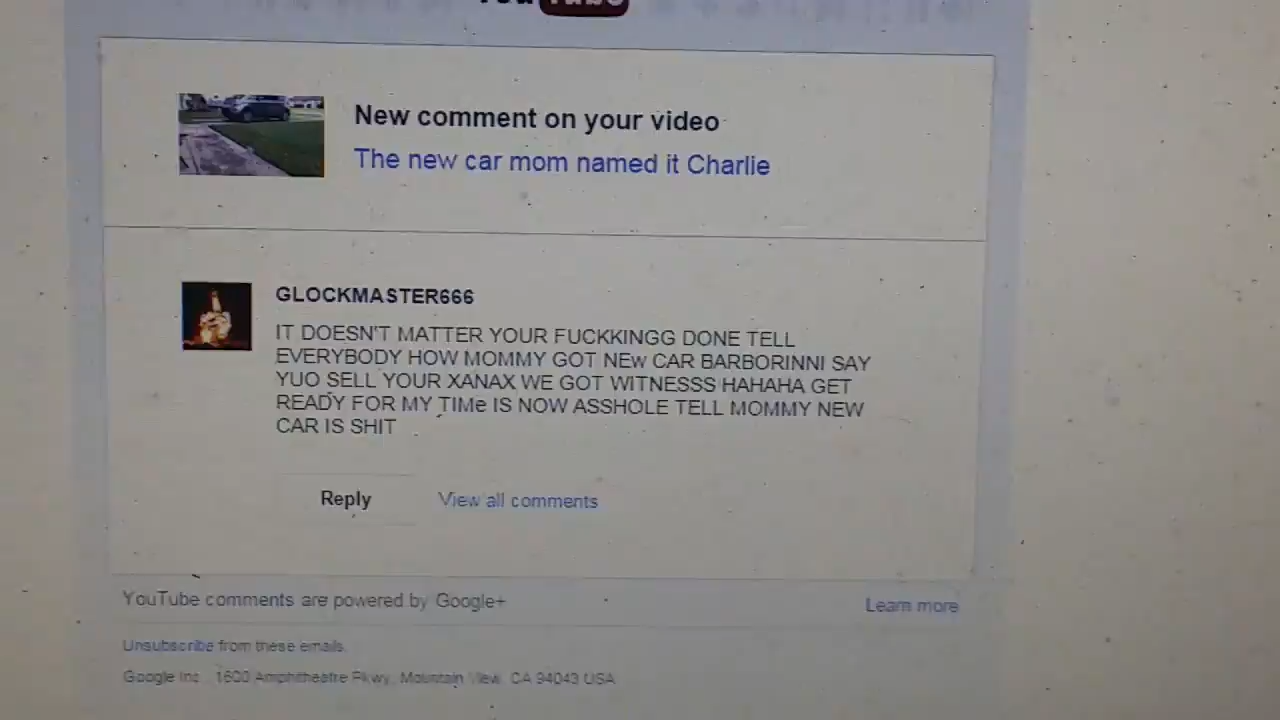 You Tube
New comment on your video
The new car mom named it Charlie
GLOCKMASTER666
IT DOESN'T MATTER YOUR FUCKKINGG DONE TELL
EVERYBODY HOW MOMMY GOT NEw CAR BARBORINNI SAY
YUO SELL YOUR XANAX WE GOT WITNESSS HAHAHA GET
READY FOR MY TIMe IS NOW ASSHOLE TELL MOMMY NEW
CAR IS SHIT
Reply View all comments
YouTube comments are powered by Google+ Learn more
Unsubscribe from these emails.
Google Inc., 1600 Amphitheatre Pkwy, Mountain View, CA 94043 USA